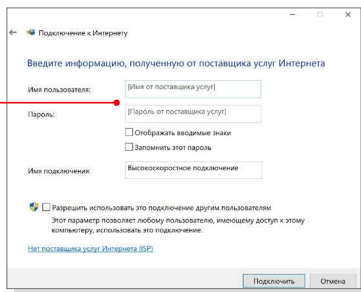 Подключение к Интернету
Введите информацию, полученную от поставщика услуг Интернета
Имя пользователя: [Имя от поставщика услуг]
Пароль: [Пароль от поставщика услуг]
Отображать вводимые знаки
Запомнить этот пароль
Имя подключения: Высокоскоростное подключение
Разрешить использовать это подключение другим пользователям
Этот параметр позволяет любому пользователю, имеющему доступ к этому
компьютеру, использовать это подключение.
Нет поставщика услуг Интернета (ISP)
Подключить Отмена